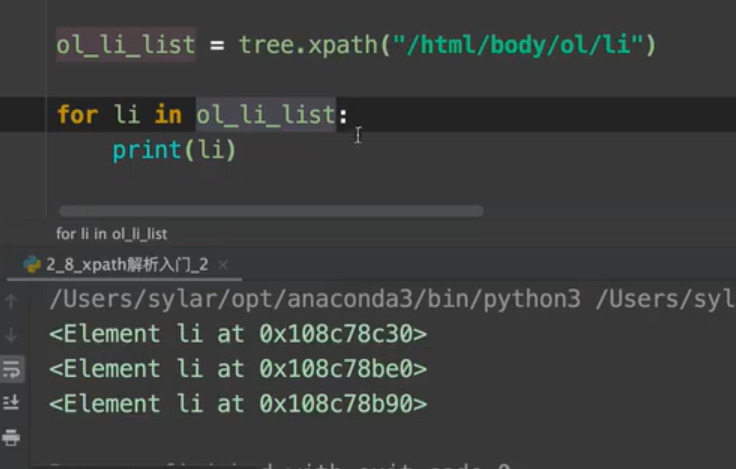 ol_li_list = tree.xpath("/html/body/ol/li")
for li in ol_li_list:
print(li)
for li in ol_li_list
2_8_xpath解析入门_2
/Users/sylar/opt/anaconda3/bin/python3 /Users/syl
<Element li at 0x108c78c30>
<Element li at 0x108c78be0>
<Element li at 0x108c78b90>